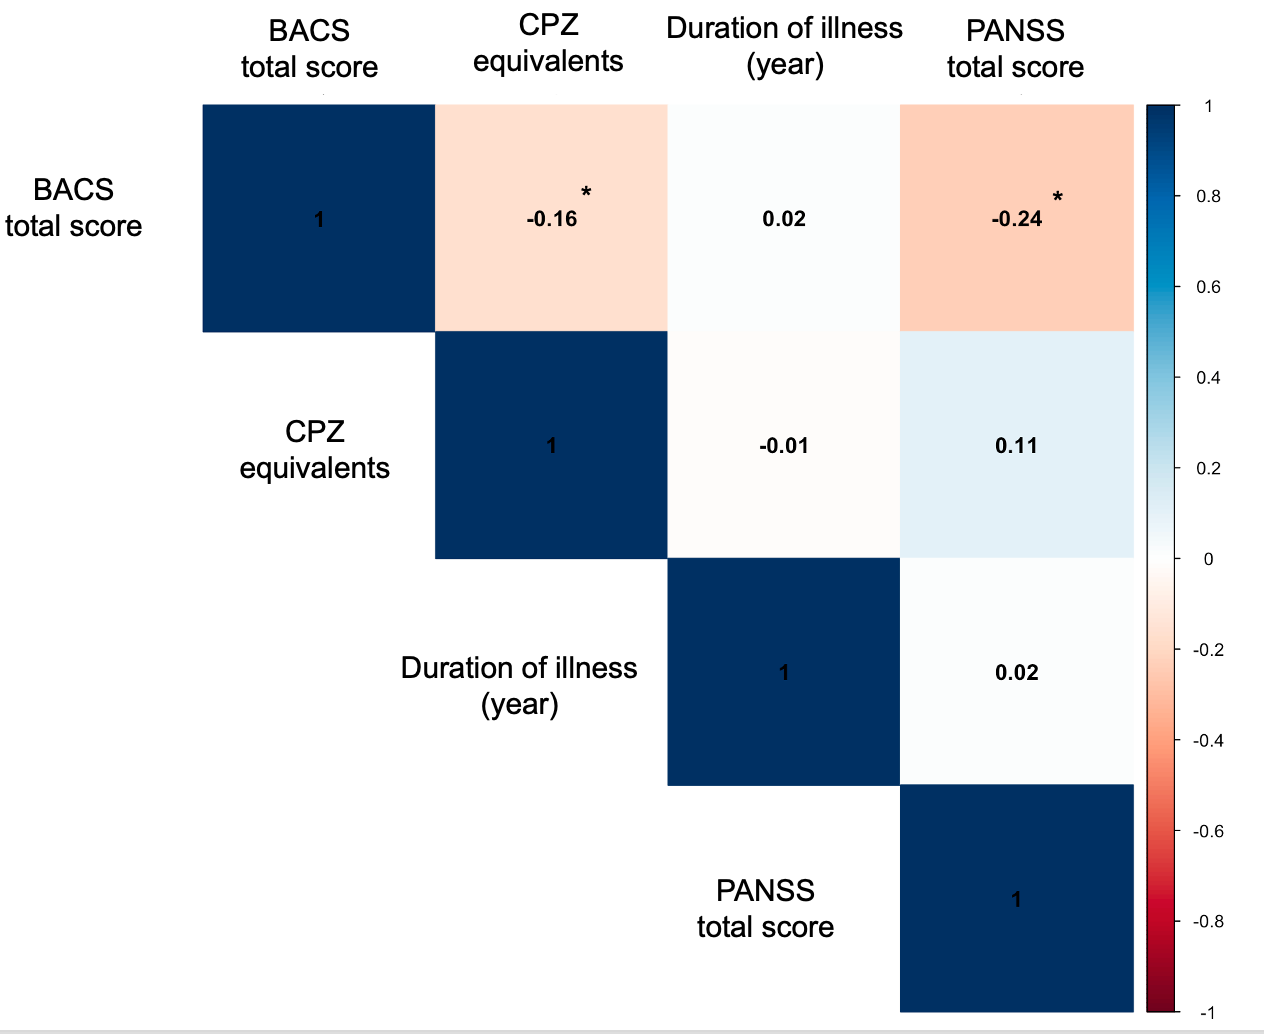 BACS
total score
CPZ
equivalents
Duration of illness
(year)
PANSS
total score
BACS
total score
1
-0.16 *
0.02
-0.24 *
CPZ
equivalents
1
-0.01
0.11
Duration of illness
(year)
1
0.02
PANSS
total score
1
1
0.8
0.6
0.4
0.2
0
-0.2
-0.4
-0.6
-0.8
-1